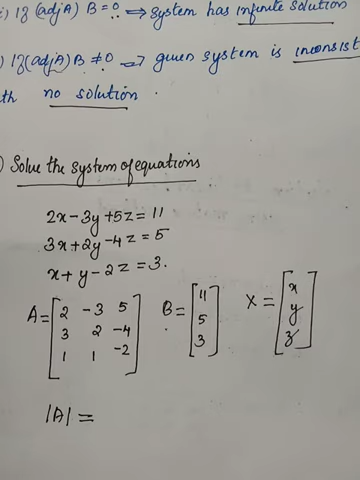 i) If (adj A) B = 0 ⇒ system has infinite solution
) If (adj A) B ≠ 0 ⇒ given system is inconsist
th no solution.
) Solve the system of equations
2x - 3y + 5z = 11
3x + 2y - 4z = 5
x + y - 2z = 3.
A = [2 -3 5; 3 2 -4; 1 1 -2] B = [11; 5; 3] X = [x; y; z]
|A| =